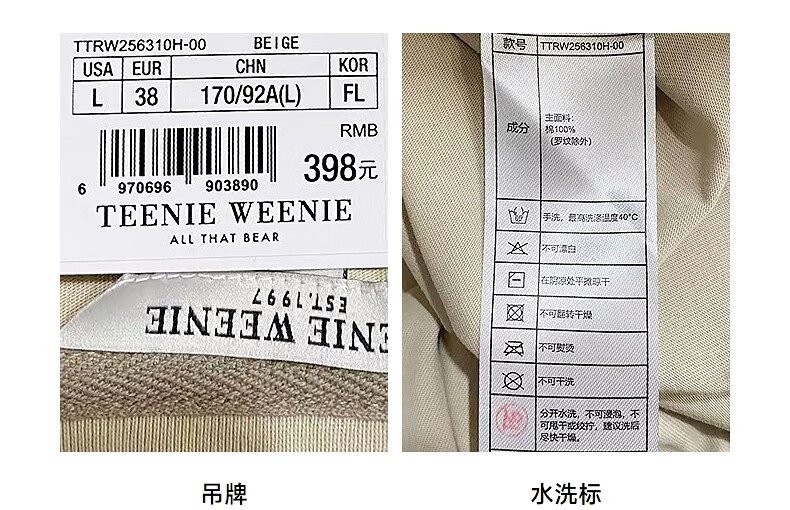 TTRW256310H-00 BEIGE
USA EUR CHN KOR
L 38 170/92A(L) FL
RMB
398元
6 970696 903890
TEENIE WEENIE
ALL THAT BEAR
EST.1997
ENIE WEENIE
款号 TTRW256310H-00
成分
主面料:
棉100%
(罗纹除外)
手洗，最高洗涤温度40°C
不可漂白
在阴凉处平摊晾干
不可翻转干燥
不可熨烫
不可干洗
分开水洗，不可浸泡，不
可甩干或绞拧，建议洗后
尽快干燥。
吊牌
水洗标